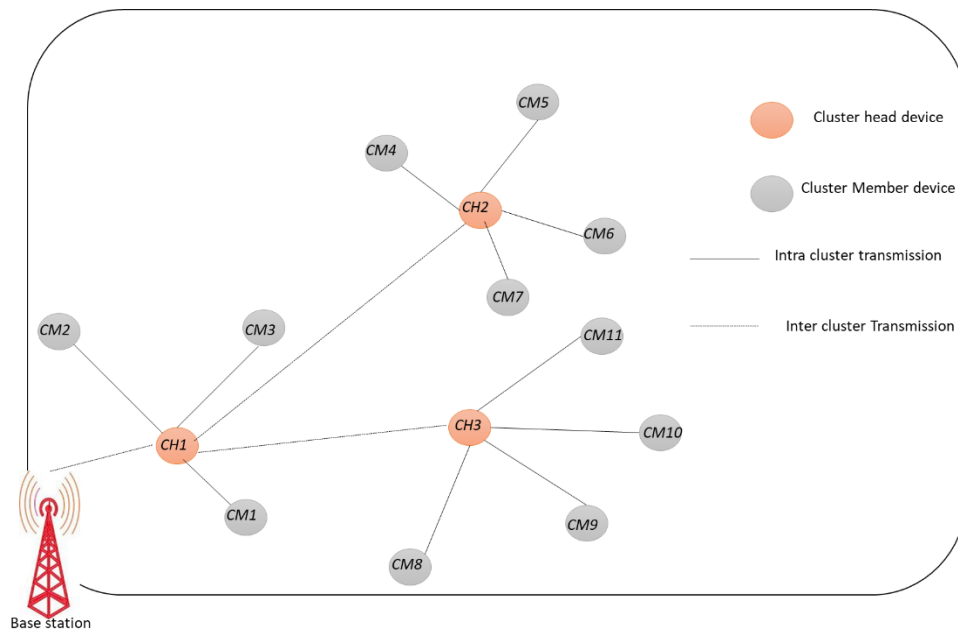 CM5
Cluster head device
CM4
Cluster Member device
CH2
CM6
Intra cluster transmission
CM7
CM2
CM3
Inter cluster Transmission
CM11
CH3
CM10
CH1
CM1
CM9
CM8
Base station